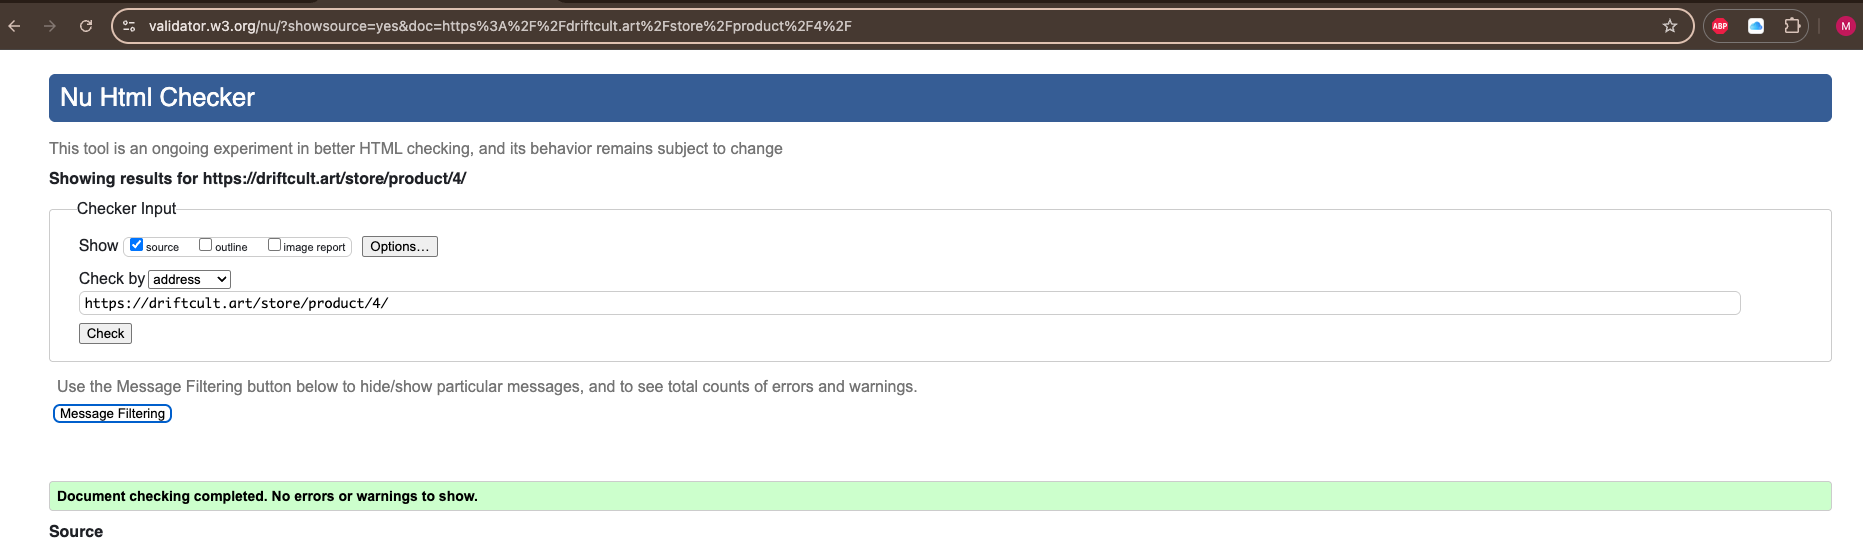 validator.w3.org/nu/?showsource=yes&doc=https%3A%2F%2Fdriftcult.art%2Fstore%2Fproduct%2F4%2F
ABP
M
Nu Html Checker
This tool is an ongoing experiment in better HTML checking, and its behavior remains subject to change
Showing results for https://driftcult.art/store/product/4/
Checker Input
Show source outline image report Options...
Check by address
https://driftcult.art/store/product/4/
Check
Use the Message Filtering button below to hide/show particular messages, and to see total counts of errors and warnings.
Message Filtering
Document checking completed. No errors or warnings to show.
Source